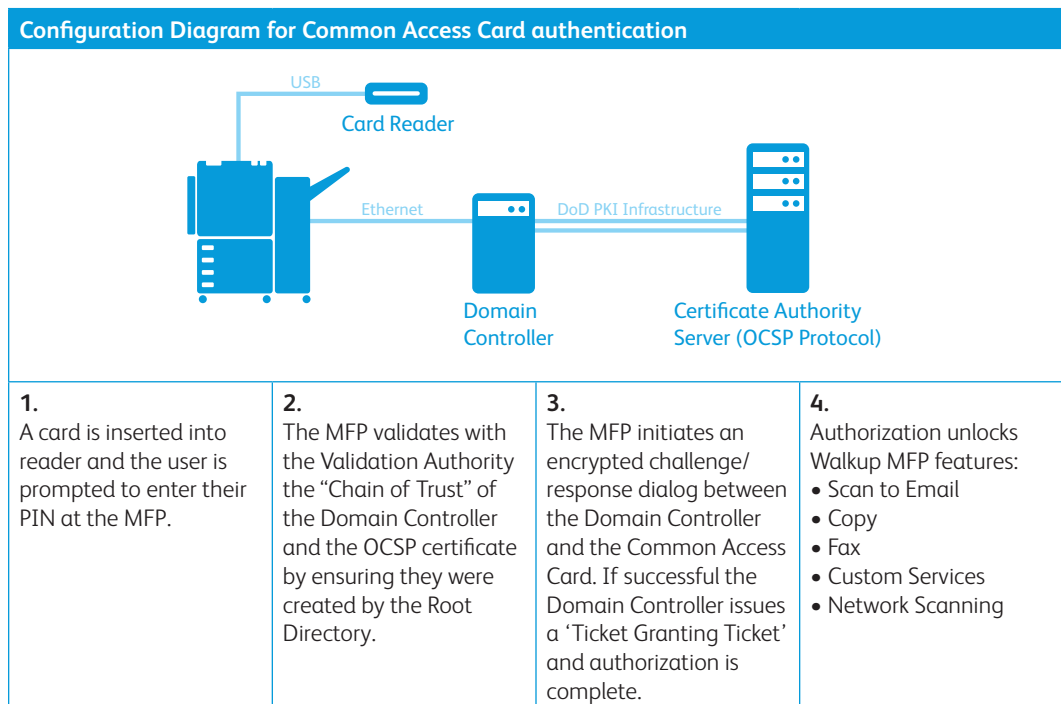 Configuration Diagram for Common Access Card authentication
USB
Card Reader
Ethernet
DoD PKI Infrastructure
Domain
Controller
Certificate Authority
Server (OCSP Protocol)
1.
A card is inserted into
reader and the user is
prompted to enter their
PIN at the MFP.
2.
The MFP validates with
the Validation Authority
the “Chain of Trust” of
the Domain Controller
and the OCSP certificate
by ensuring they were
created by the Root
Directory.
3.
The MFP initiates an
encrypted challenge/
response dialog between
the Domain Controller
and the Common Access
Card. If successful the
Domain Controller issues
a ‘Ticket Granting Ticket’
and authorization is
complete.
4.
Authorization unlocks
Walkup MFP features:
• Scan to Email
• Copy
• Fax
• Custom Services
• Network Scanning